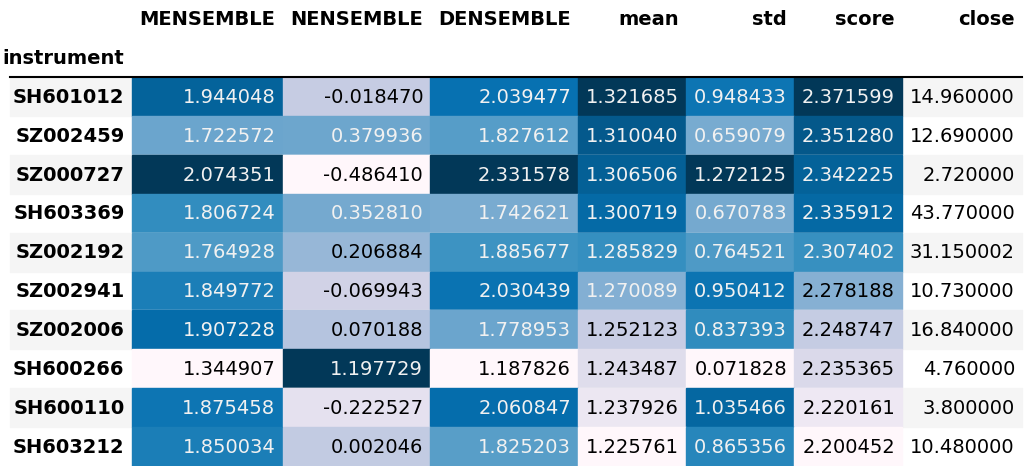 MENSEMBLE NENSEMBLE DENSEMBLE mean std score close
instrument
SH601012 1.944048 -0.018470 2.039477 1.321685 0.948433 2.371599 14.960000
SZ002459 1.722572 0.379936 1.827612 1.310040 0.659079 2.351280 12.690000
SZ000727 2.074351 -0.486410 2.331578 1.306506 1.272125 2.342225 2.720000
SH603369 1.806724 0.352810 1.742621 1.300719 0.670783 2.335912 43.770000
SZ002192 1.764928 0.206884 1.885677 1.285829 0.764521 2.307402 31.150002
SZ002941 1.849772 -0.069943 2.030439 1.270089 0.950412 2.278188 10.730000
SZ002006 1.907228 0.070188 1.778953 1.252123 0.837393 2.248747 16.840000
SH600266 1.344907 1.197729 1.187826 1.243487 0.071828 2.235365 4.760000
SH600110 1.875458 -0.222527 2.060847 1.237926 1.035466 2.220161 3.800000
SH603212 1.850034 0.002046 1.825203 1.225761 0.865356 2.200452 10.480000